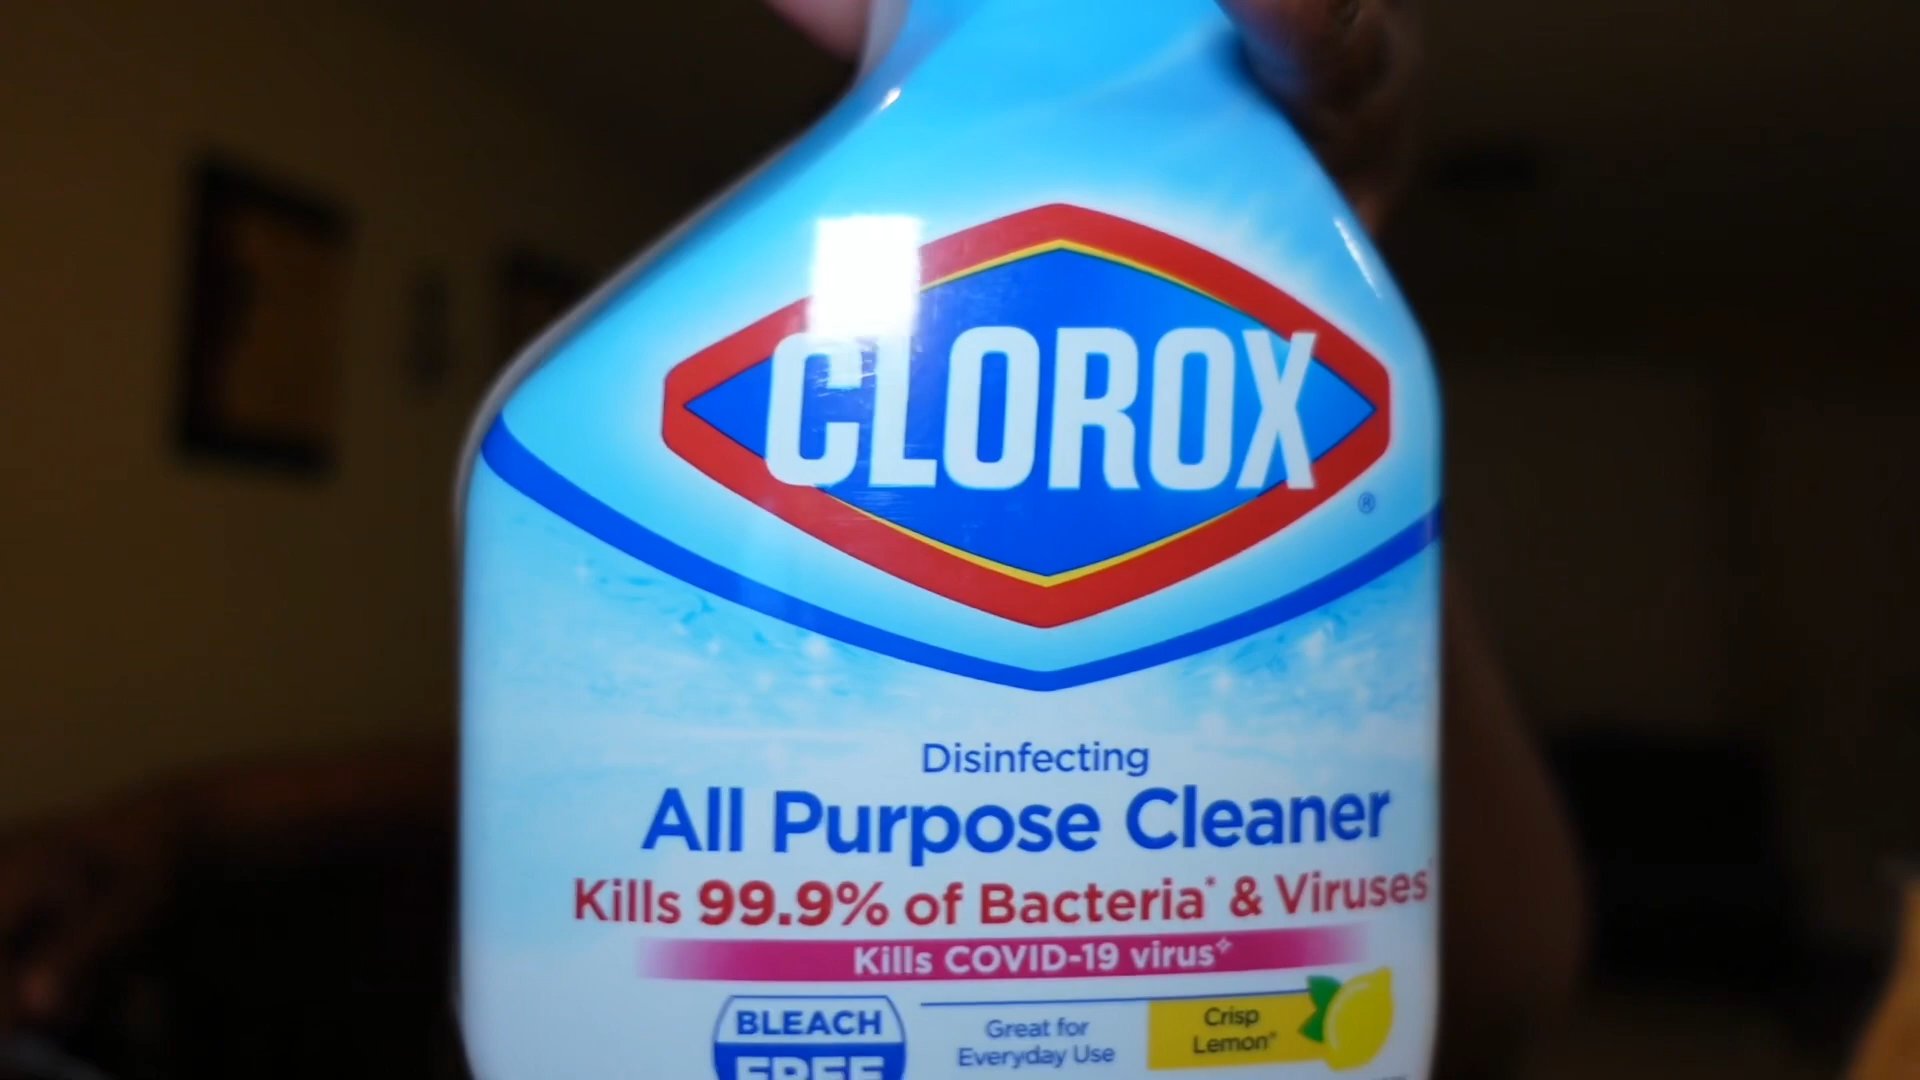 CLOROX
®
Disinfecting
All Purpose Cleaner
Kills 99.9% of Bacteria* & Viruses
Kills COVID-19 virus✧
BLEACH
FREE
Great for
Everyday Use
Crisp
Lemon®